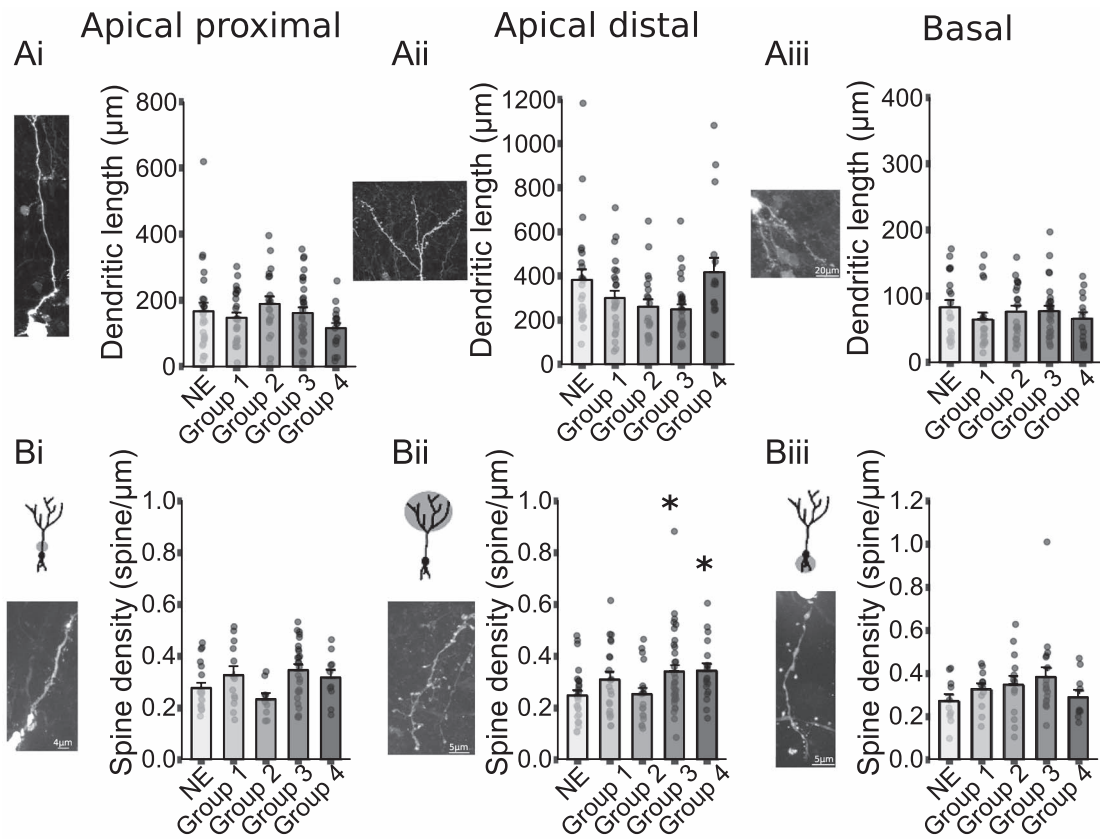 Apical proximal
Apical distal
Basal
Ai
Dendritic length (μm)
800
600
400
200
0
NE
Group 1
Group 2
Group 3
Group 4
Aii
Dendritic length (μm)
1200
1000
800
600
400
200
0
NE
Group 1
Group 2
Group 3
Group 4
Aiii
20μm
Dendritic length (μm)
400
300
200
100
0
NE
Group 1
Group 2
Group 3
Group 4
Bi
4μm
Spine density (spine/μm)
1.0
0.8
0.6
0.4
0.2
0.0
NE
Group 1
Group 2
Group 3
Group 4
Bii
5μm
Spine density (spine/μm)
1.0
0.8
0.6
0.4
0.2
0.0
*
*
NE
Group 1
Group 2
Group 3
Group 4
Biii
5μm
Spine density (spine/μm)
1.2
1.0
0.8
0.6
0.4
0.2
0.0
NE
Group 1
Group 2
Group 3
Group 4